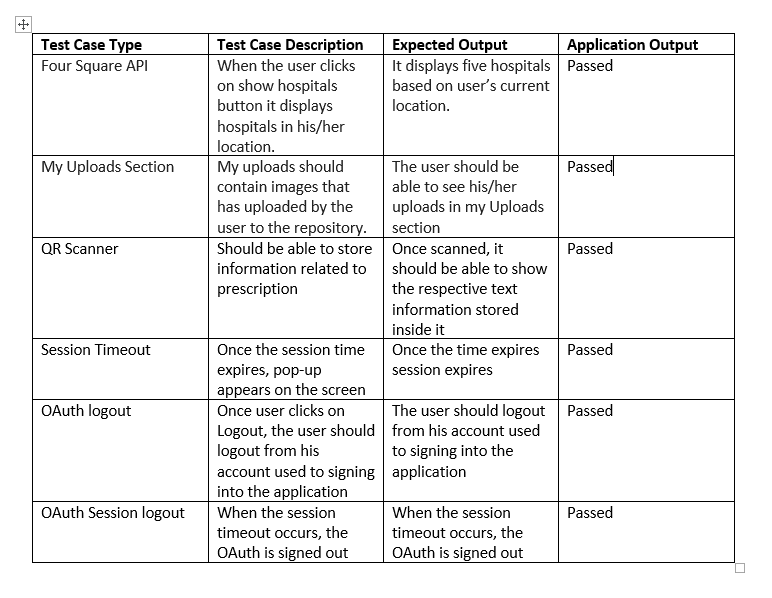 Test Case Type Test Case Description Expected Output Application Output
Four Square API
When the user clicks
on show hospitals
button it displays
hospitals in his/her
location.
It displays five hospitals
based on user's current
location.
Passed
My Uploads Section
My uploads should
contain images that
has uploaded by the
user to the repository.
The user should be
able to see his/her
uploads in my Uploads
section
Passed
QR Scanner
Should be able to store
information related to
prescription
Once scanned, it
should be able to show
the respective text
information stored
inside it
Passed
Session Timeout
Once the session time
expires, pop-up
appears on the screen
Once the time expires
session expires
Passed
OAuth logout
Once user clicks on
Logout, the user should
logout from his
account used to signing
into the application
The user should logout
from his account used
to signing into the
application
Passed
OAuth Session logout
When the session
timeout occurs, the
OAuth is signed out
When the session
timeout occurs, the
OAuth is signed out
Passed